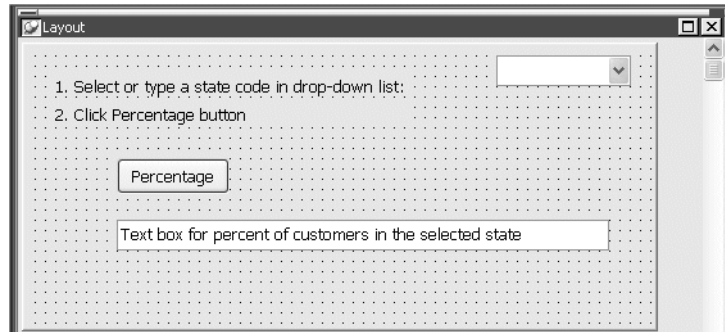 Layout
1. Select or type a state code in drop-down list:
2. Click Percentage button
Percentage
Text box for percent of customers in the selected state